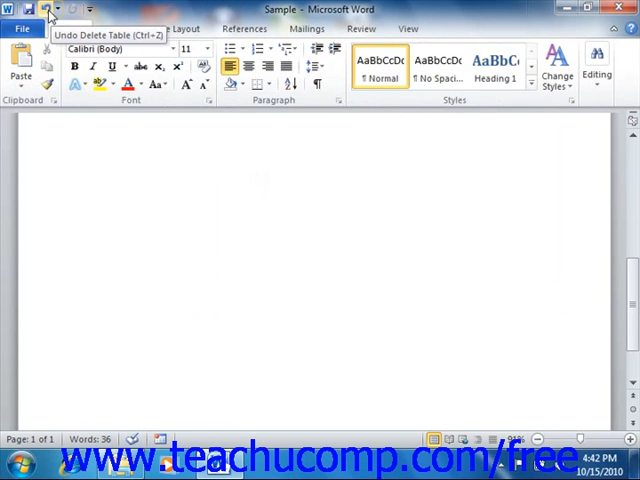 Sample - Microsoft Word
File
Layout
References
Mailings
Review
View
Undo Delete Table (Ctrl+Z)
Calibri (Body)
11
Paste
AaBbCcDc
AaBbCcDc
AaBbC
¶ Normal
¶ No Spaci...
Heading 1
Change Styles
Editing
Clipboard
Font
Paragraph
Styles
Page: 1 of 1
Words: 36
91%
www.teachucomp.com/free
4:42 PM
10/15/2010